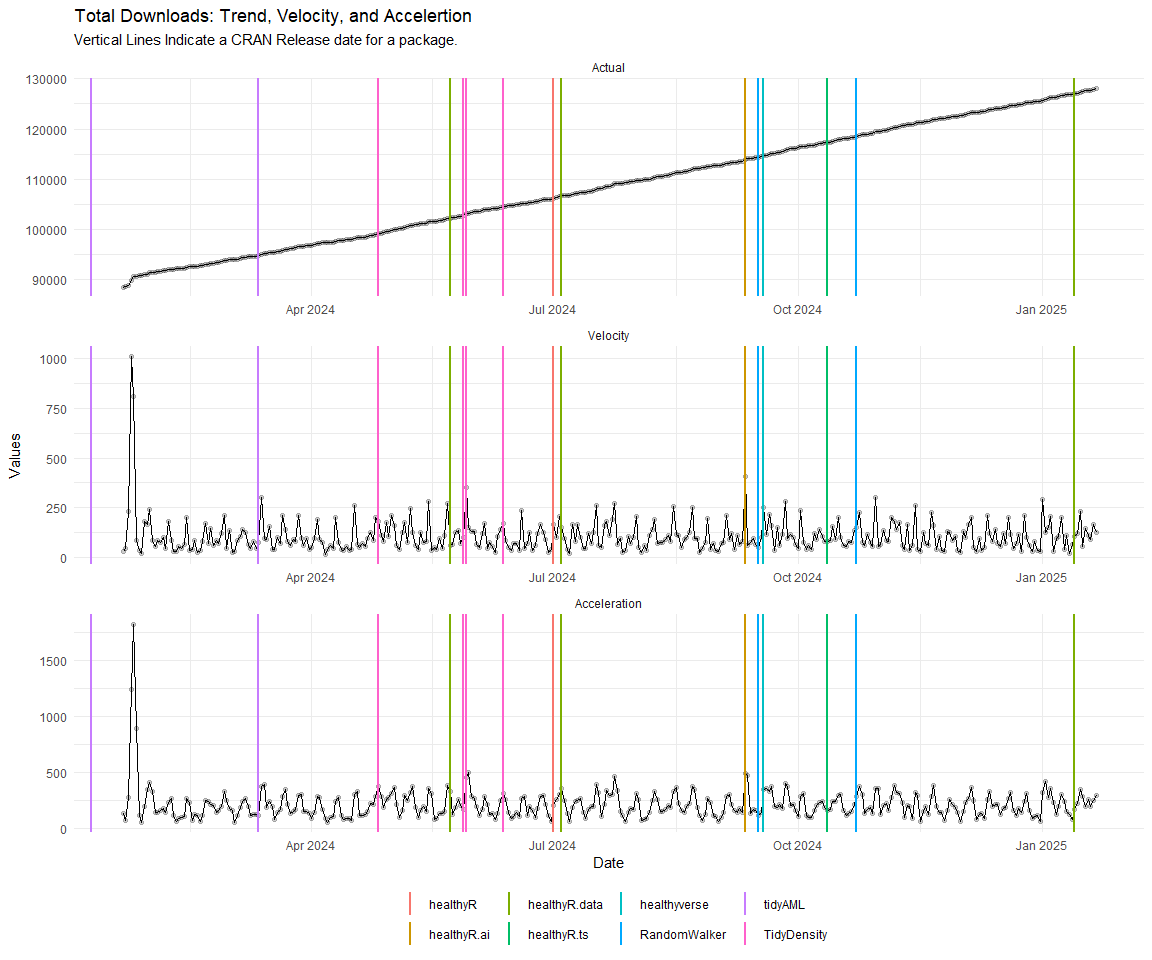 Total Downloads: Trend, Velocity, and Accelertion
Vertical Lines Indicate a CRAN Release date for a package.
Actual
130000
120000
110000
100000
90000
Apr 2024 Jul 2024 Oct 2024 Jan 2025
Velocity
1000
750
500
250
0
Apr 2024 Jul 2024 Oct 2024 Jan 2025
Values
Acceleration
1500
1000
500
0
Apr 2024 Jul 2024 Oct 2024 Jan 2025
Date
healthyR healthyR.data healthyverse tidyAML
healthyR.ai healthyR.ts RandomWalker TidyDensity